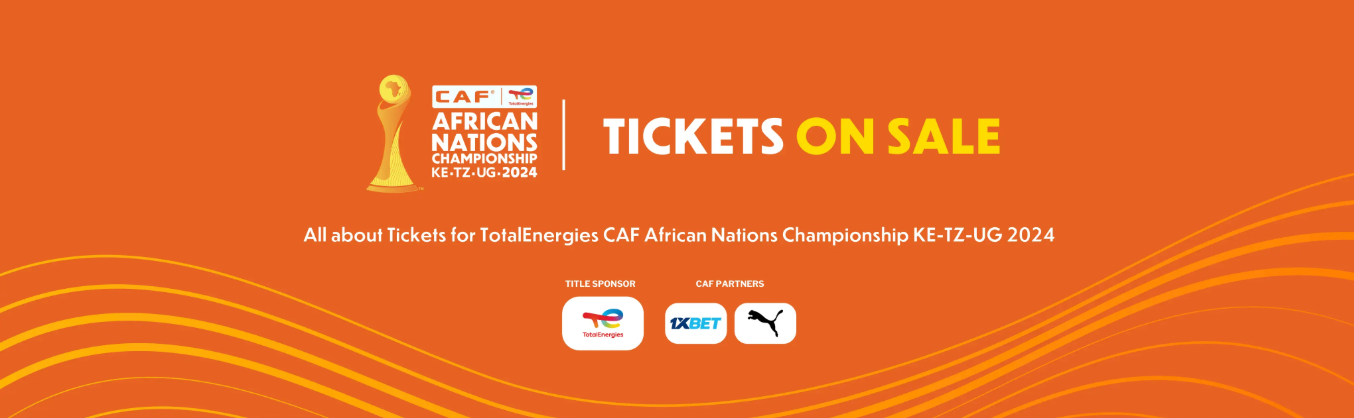 CAF
TotalEnergies
AFRICAN
NATIONS
CHAMPIONSHIP
KE•TZ•UG•2024
TICKETS ON SALE
All about Tickets for TotalEnergies CAF African Nations Championship KE-TZ-UG 2024
TITLE SPONSOR
CAF PARTNERS
TotalEnergies
1XBET